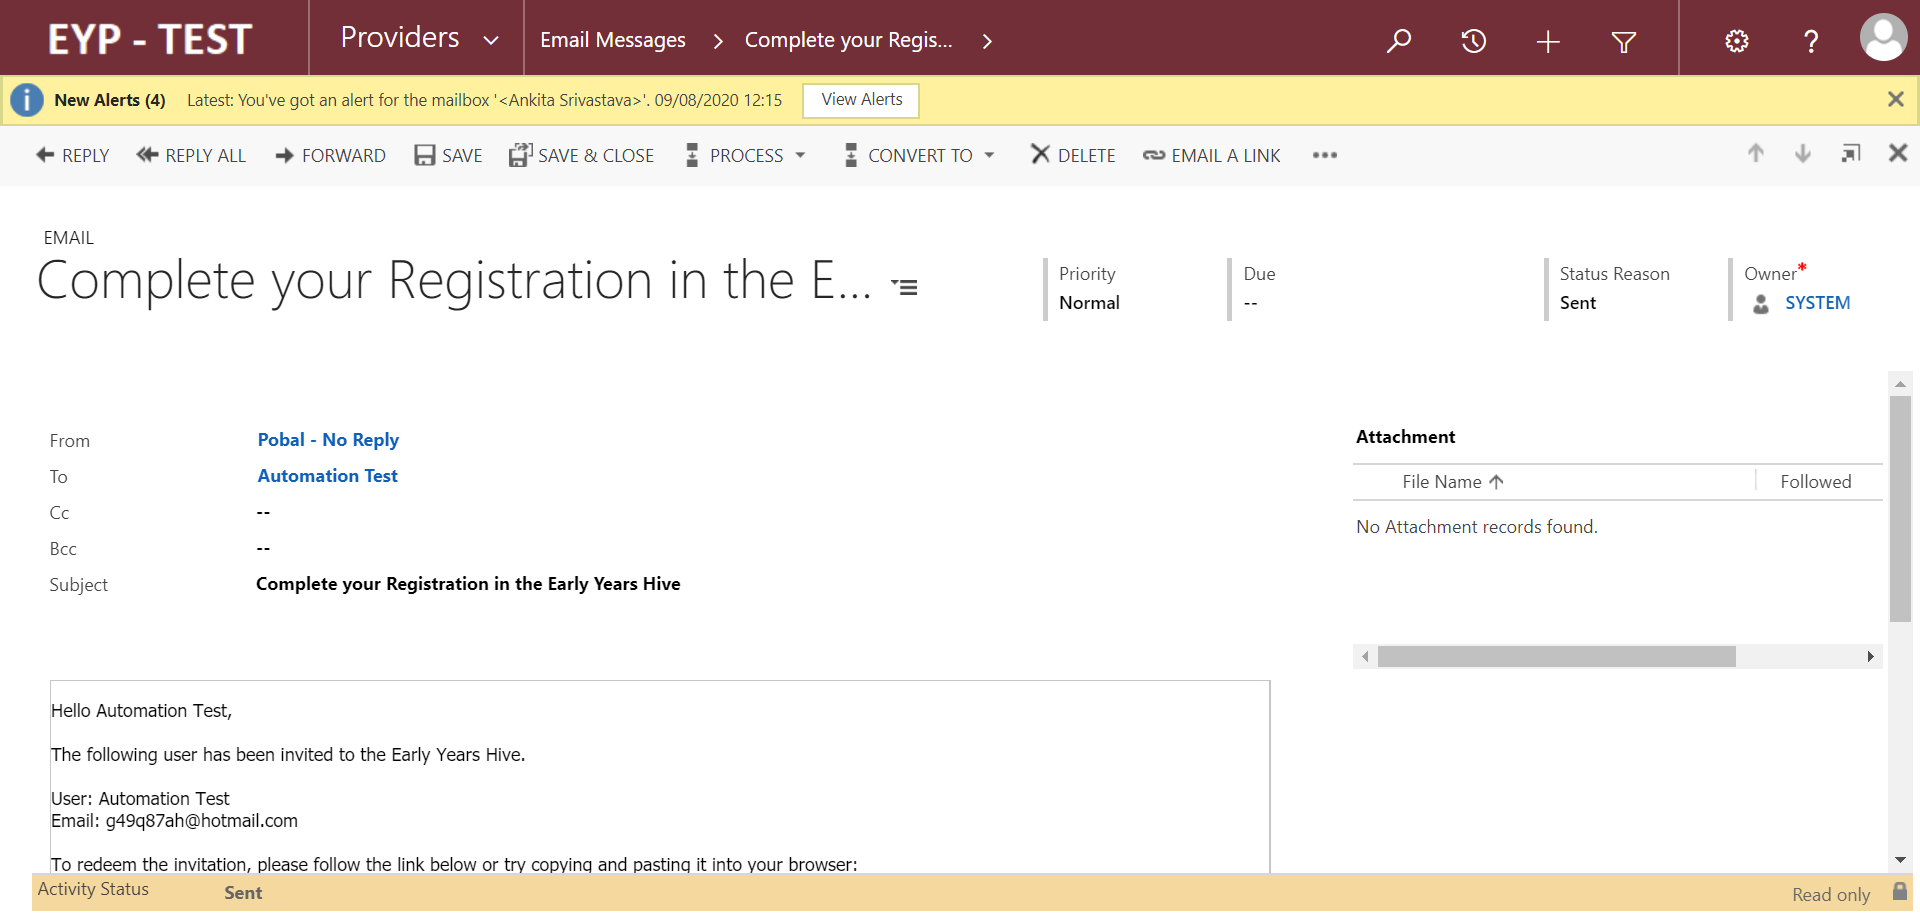 EYP - TEST
Providers
Email Messages
Complete your Regis...
New Alerts (4)
Latest: You've got an alert for the mailbox '<Ankita Srivastava>'. 09/08/2020 12:15
View Alerts
REPLY
REPLY ALL
FORWARD
SAVE
SAVE & CLOSE
PROCESS
CONVERT TO
DELETE
EMAIL A LINK
EMAIL
Complete your Registration in the E...
Priority
Normal
Due
--
Status Reason
Sent
Owner*
SYSTEM
From
Pobal - No Reply
To
Automation Test
Cc
--
Bcc
--
Subject
Complete your Registration in the Early Years Hive
Attachment
File Name
Followed
No Attachment records found.
Hello Automation Test,
The following user has been invited to the Early Years Hive.
User: Automation Test
Email: g49q87ah@hotmail.com
To redeem the invitation, please follow the link below or try copying and pasting it into your browser:
Activity Status
Sent
Read only